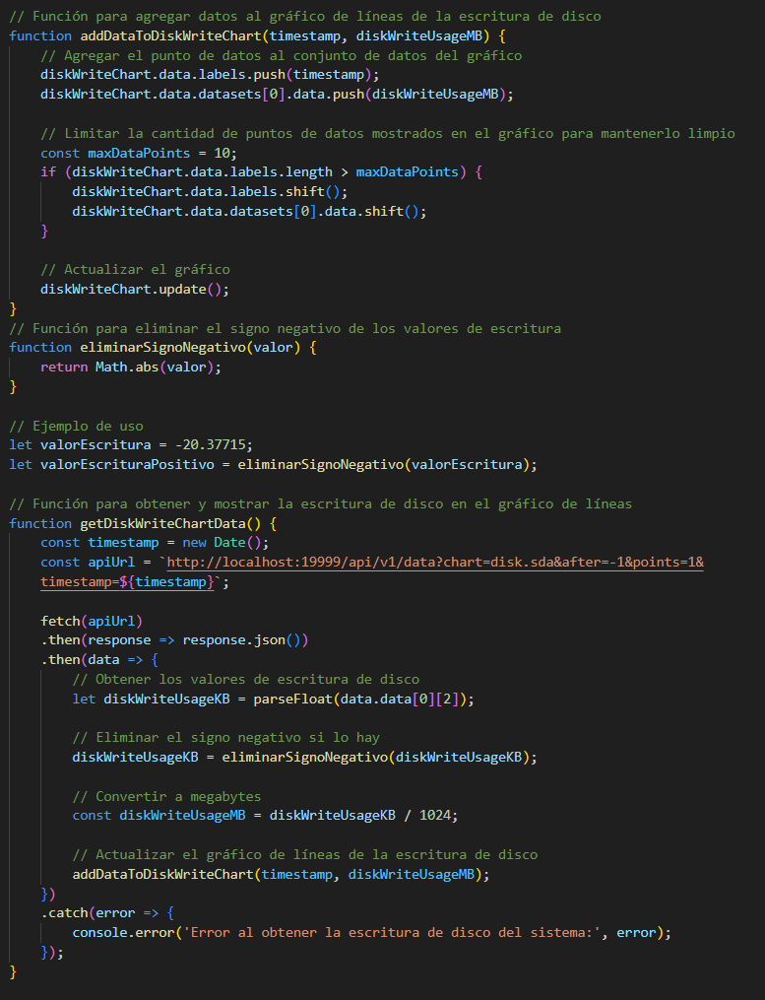 // Función para agregar datos al gráfico de líneas de la escritura de disco
function addDataToDiskWriteChart(timestamp, diskWriteUsageMB) {
    // Agregar el punto de datos al conjunto de datos del gráfico
    diskWriteChart.data.labels.push(timestamp);
    diskWriteChart.data.datasets[0].data.push(diskWriteUsageMB);

    // Limitar la cantidad de puntos de datos mostrados en el gráfico para mantenerlo limpio
    const maxDataPoints = 10;
    if (diskWriteChart.data.labels.length > maxDataPoints) {
        diskWriteChart.data.labels.shift();
        diskWriteChart.data.datasets[0].data.shift();
    }

    // Actualizar el gráfico
    diskWriteChart.update();
}
// Función para eliminar el signo negativo de los valores de escritura
function eliminarSignoNegativo(valor) {
    return Math.abs(valor);
}

// Ejemplo de uso
let valorEscritura = -20.37715;
let valorEscrituraPositivo = eliminarSignoNegativo(valorEscritura);

// Función para obtener y mostrar la escritura de disco en el gráfico de líneas
function getDiskWriteChartData() {
    const timestamp = new Date();
    const apiUrl = `http://localhost:19999/api/v1/data?chart=disk.sda&after=-1&points=1&
    timestamp=${timestamp}`;

    fetch(apiUrl)
    .then(response => response.json())
    .then(data => {
        // Obtener los valores de escritura de disco
        let diskWriteUsageKB = parseFloat(data.data[0][2]);

        // Eliminar el signo negativo si lo hay
        diskWriteUsageKB = eliminarSignoNegativo(diskWriteUsageKB);

        // Convertir a megabytes
        const diskWriteUsageMB = diskWriteUsageKB / 1024;

        // Actualizar el gráfico de líneas de la escritura de disco
        addDataToDiskWriteChart(timestamp, diskWriteUsageMB);
    })
    .catch(error => {
        console.error('Error al obtener la escritura de disco del sistema:', error);
    });
}